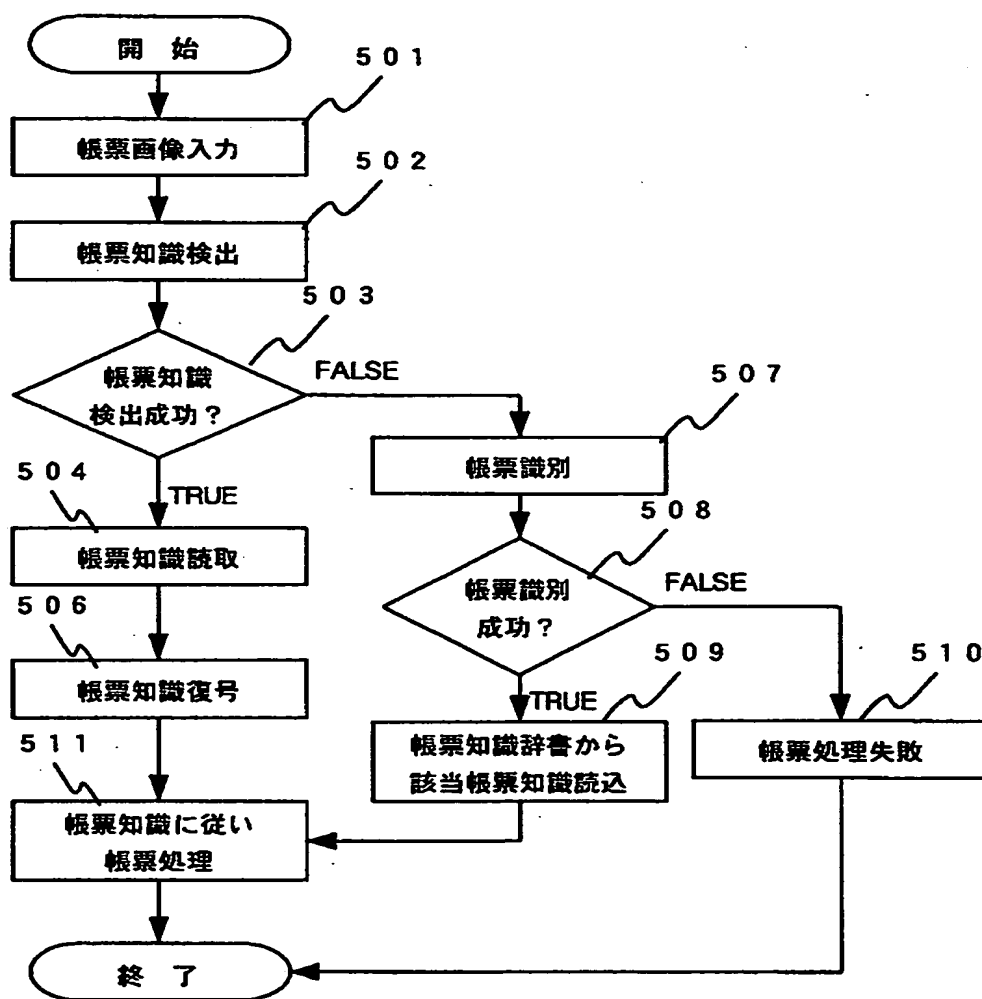 開 始
501
帳票画像入力
502
帳票知識検出
503
帳票知識
検出成功？
FALSE
507
帳票識別
504
TRUE
帳票知識読取
508
帳票識別
成功？
FALSE
506
帳票知識復号
509
TRUE
帳票知識辞書から
該当帳票知識読込
510
帳票処理失敗
511
帳票知識に従い
帳票処理
終 了